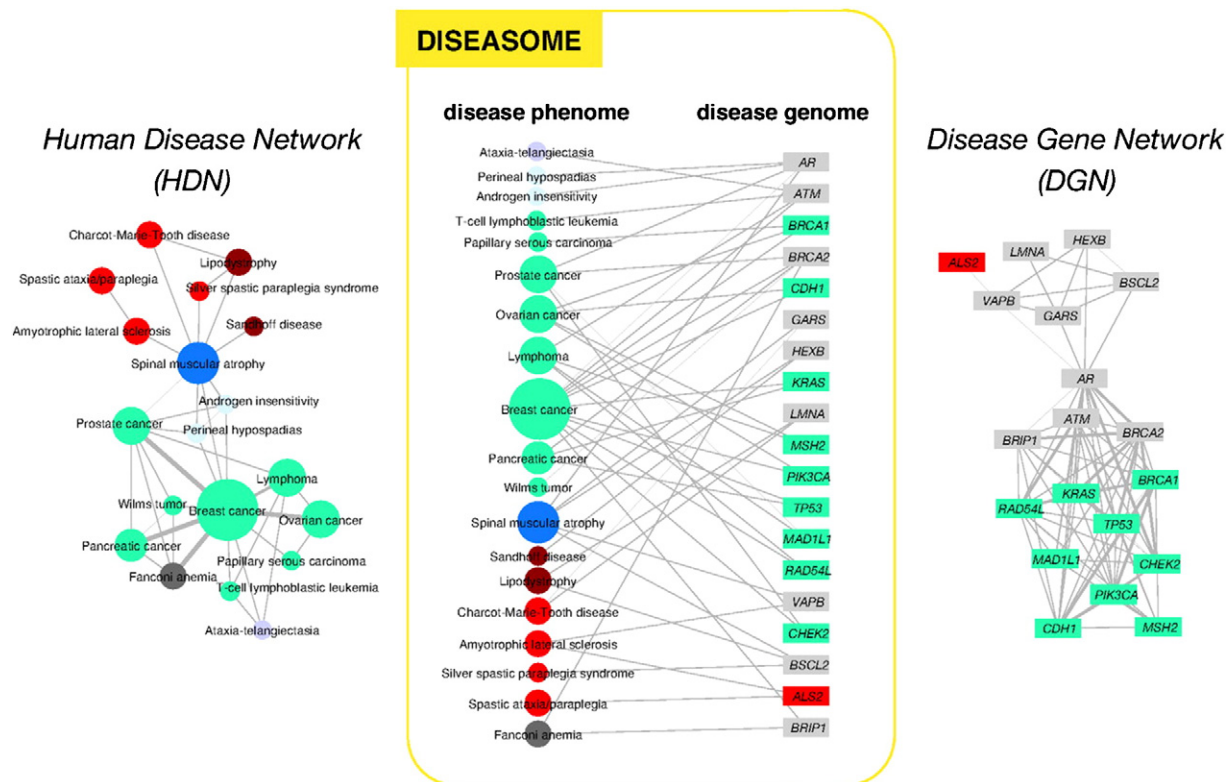 DISEASOME
disease phenome
disease genome
Human Disease Network
(HDN)
Disease Gene Network
(DGN)
Charcot-Marie-Tooth disease
Lipodystrophy
Spastic ataxia/paraplegia
Silver spastic paraplegia syndrome
Amyotrophic lateral sclerosis
Sandhoff disease
Spinal muscular atrophy
Androgen insensitivity
Prostate cancer
Perineal hypospadias
Lymphoma
Wilms tumor
Breast cancer
Ovarian cancer
Pancreatic cancer
Papillary serous carcinoma
Fanconi anemia
T-cell lymphoblastic leukemia
Ataxia-telangiectasia
Ataxia-telangiectasia
Perineal hypospadias
Androgen insensitivity
T-cell lymphoblastic leukemia
Papillary serous carcinoma
Prostate cancer
Ovarian cancer
Lymphoma
Breast cancer
Pancreatic cancer
Wilms tumor
Spinal muscular atrophy
Sandhoff disease
Lipodystrophy
Charcot-Marie-Tooth disease
Amyotrophic lateral sclerosis
Silver spastic paraplegia syndrome
Spastic ataxia/paraplegia
Fanconi anemia
AR
ATM
BRCA1
BRCA2
CDH1
GARS
HEXB
KRAS
LMNA
MSH2
PIK3CA
TP53
MAD1L1
RAD54L
VAPB
CHEK2
BSCL2
ALS2
BRIP1
HEXB
LMNA
ALS2
BSCL2
VAPB
GARS
AR
ATM
BRIP1
BRCA2
BRCA1
KRAS
RAD54L
TP53
MAD1L1
CHEK2
PIK3CA
CDH1
MSH2